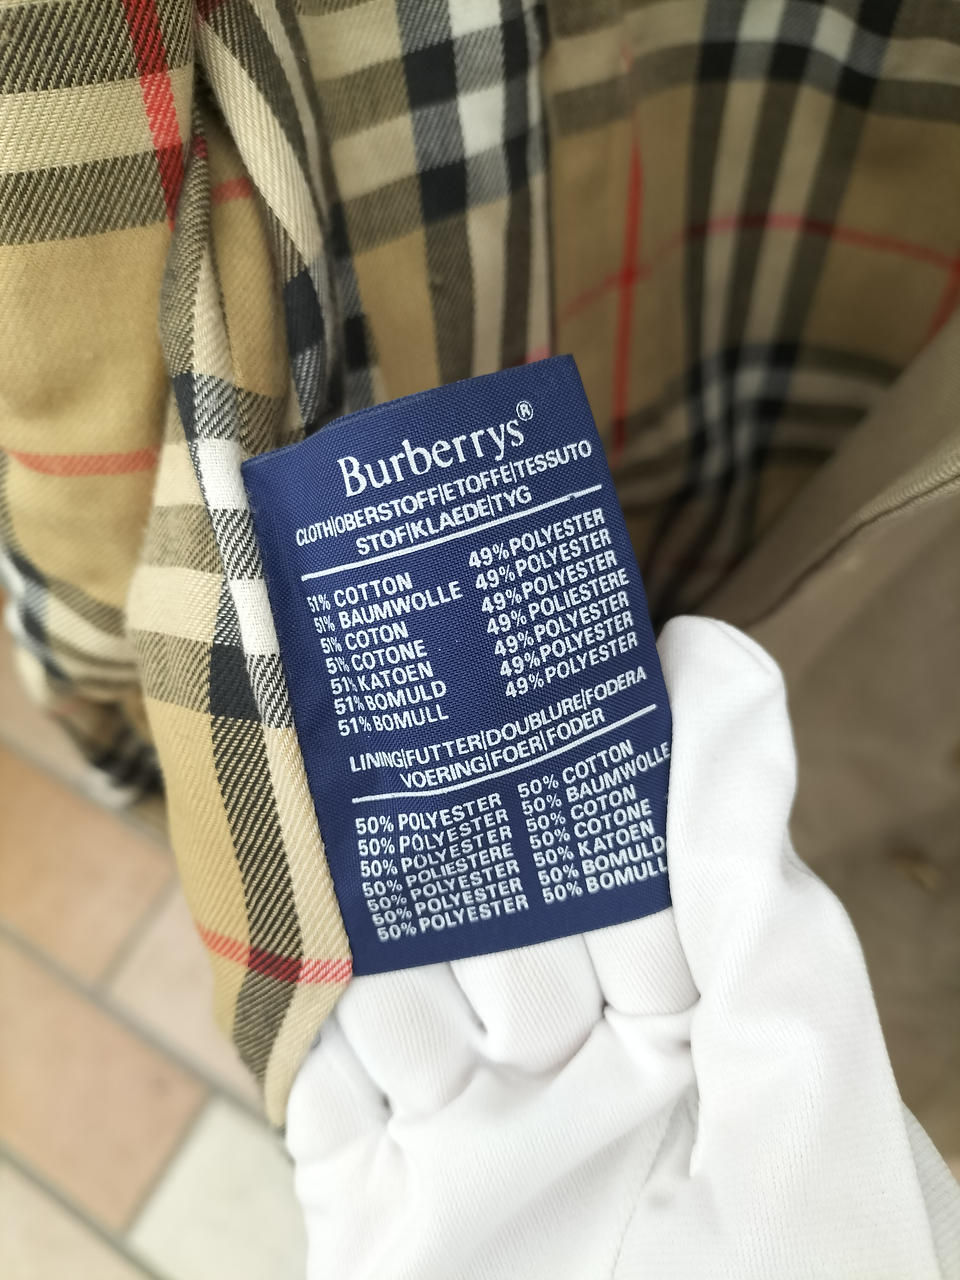 Burberrys®
CLOTH|OBERSTOFF|ETOFFE|TESSUTO
STOF|KLAEDE|TYG
51% COTTON 49% POLYESTER
51% BAUMWOLLE 49% POLYESTER
51% COTON 49% POLYESTER
51% COTONE 49% POLIESTERE
51% KATOEN 49% POLYESTER
51% BOMULD 49% POLYESTER
51% BOMULL 49% POLYESTER
LINING|FUTTER|DOUBLURE|FODERA
VOERING|FOER|FODER
50% POLYESTER 50% COTTON
50% POLYESTER 50% BAUMWOLLE
50% POLYESTER 50% COTON
50% POLIESTERE 50% COTONE
50% POLYESTER 50% KATOEN
50% POLYESTER 50% BOMULD
50% POLYESTER 50% BOMULL